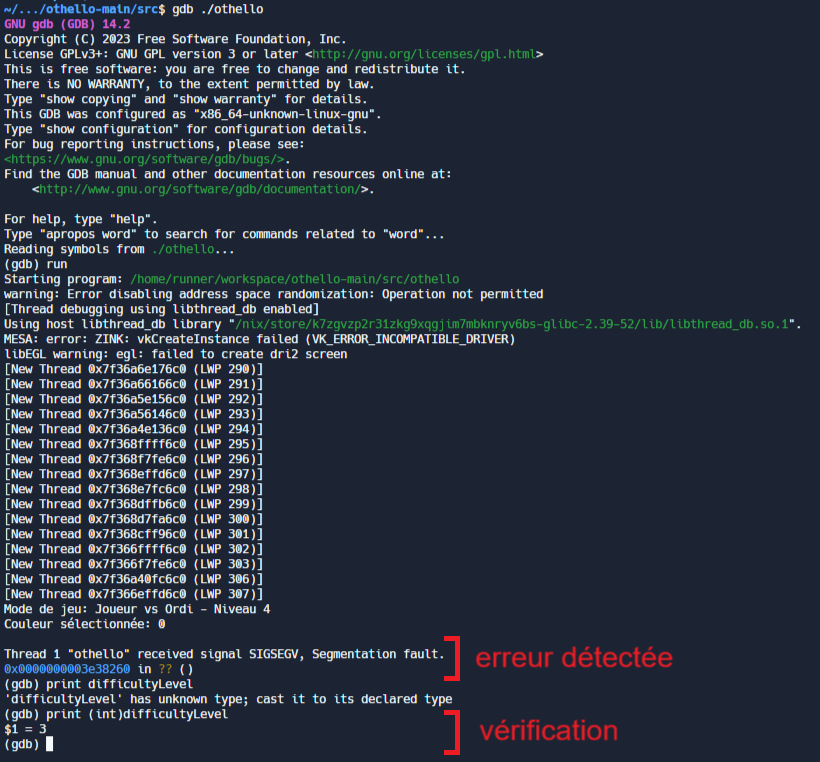 ~/.../othello-main/src$ gdb ./othello
GNU gdb (GDB) 14.2
Copyright (C) 2023 Free Software Foundation, Inc.
License GPLv3+: GNU GPL version 3 or later <http://gnu.org/licenses/gpl.html>
This is free software: you are free to change and redistribute it.
There is NO WARRANTY, to the extent permitted by law.
Type "show copying" and "show warranty" for details.
This GDB was configured as "x86_64-unknown-linux-gnu".
Type "show configuration" for configuration details.
For bug reporting instructions, please see:
<https://www.gnu.org/software/gdb/bugs/>.
Find the GDB manual and other documentation resources online at:
    <http://www.gnu.org/software/gdb/documentation/>.

For help, type "help".
Type "apropos word" to search for commands related to "word"...
Reading symbols from ./othello...
(gdb) run
Starting program: /home/runner/workspace/othello-main/src/othello
warning: Error disabling address space randomization: Operation not permitted
[Thread debugging using libthread_db enabled]
Using host libthread_db library "/nix/store/k7zgvzp2r31zkg9xqgjim7mbknryv6bs-glibc-2.39-52/lib/libthread_db.so.1".
MESA: error: ZINK: vkCreateInstance failed (VK_ERROR_INCOMPATIBLE_DRIVER)
libEGL warning: egl: failed to create dri2 screen
[New Thread 0x7f36a6e176c0 (LWP 290)]
[New Thread 0x7f36a66166c0 (LWP 291)]
[New Thread 0x7f36a5e156c0 (LWP 292)]
[New Thread 0x7f36a56146c0 (LWP 293)]
[New Thread 0x7f36a4e136c0 (LWP 294)]
[New Thread 0x7f368ffff6c0 (LWP 295)]
[New Thread 0x7f368f7fe6c0 (LWP 296)]
[New Thread 0x7f368effd6c0 (LWP 297)]
[New Thread 0x7f368e7fc6c0 (LWP 298)]
[New Thread 0x7f368dffb6c0 (LWP 299)]
[New Thread 0x7f368d7fa6c0 (LWP 300)]
[New Thread 0x7f368cff96c0 (LWP 301)]
[New Thread 0x7f366ffff6c0 (LWP 302)]
[New Thread 0x7f366f7fe6c0 (LWP 303)]
[New Thread 0x7f36a40fc6c0 (LWP 306)]
[New Thread 0x7f366effd6c0 (LWP 307)]
Mode de jeu: Joueur vs Ordi - Niveau 4
Couleur sélectionnée: 0

Thread 1 "othello" received signal SIGSEGV, Segmentation fault.
0x0000000003e38260 in ?? ()
erreur détectée
(gdb) print difficultyLevel
'difficultyLevel' has unknown type; cast it to its declared type
(gdb) print (int)difficultyLevel
$1 = 3
vérification
(gdb)